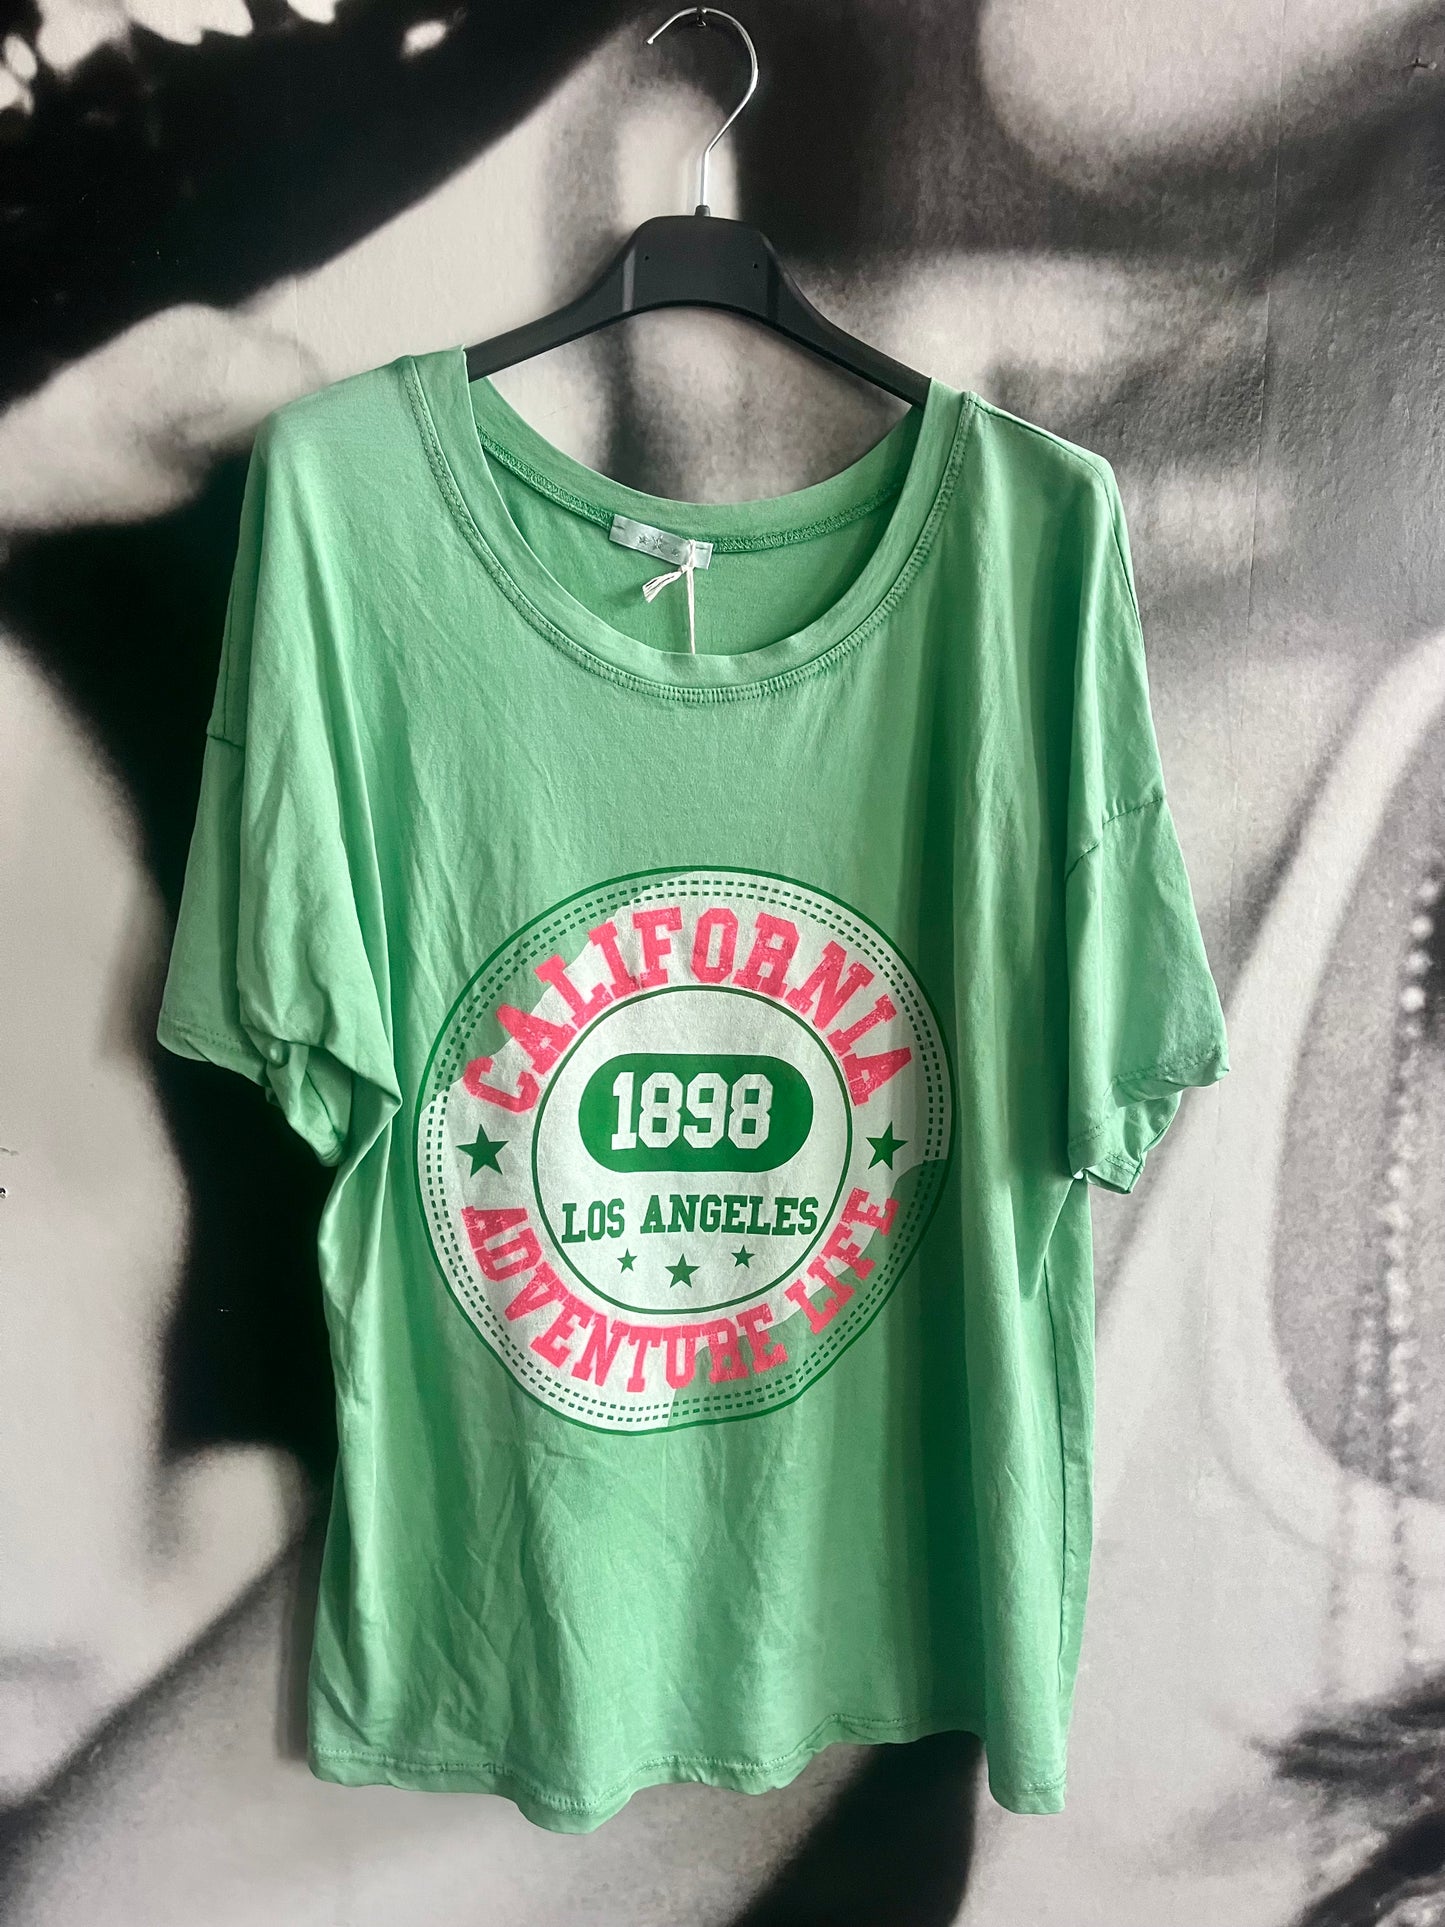 CALIFORNIA
1898
LOS ANGELES
ADVENTURE LIFE